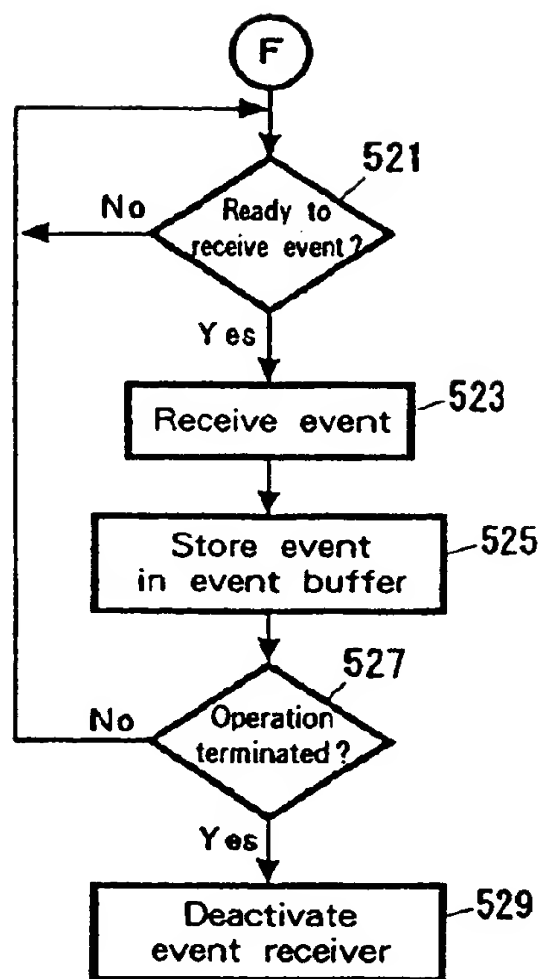 F
521
No
Ready to
receive event?
Yes
523
Receive event
525
Store event
in event buffer
527
No
Operation
terminated?
Yes
529
Deactivate
event receiver